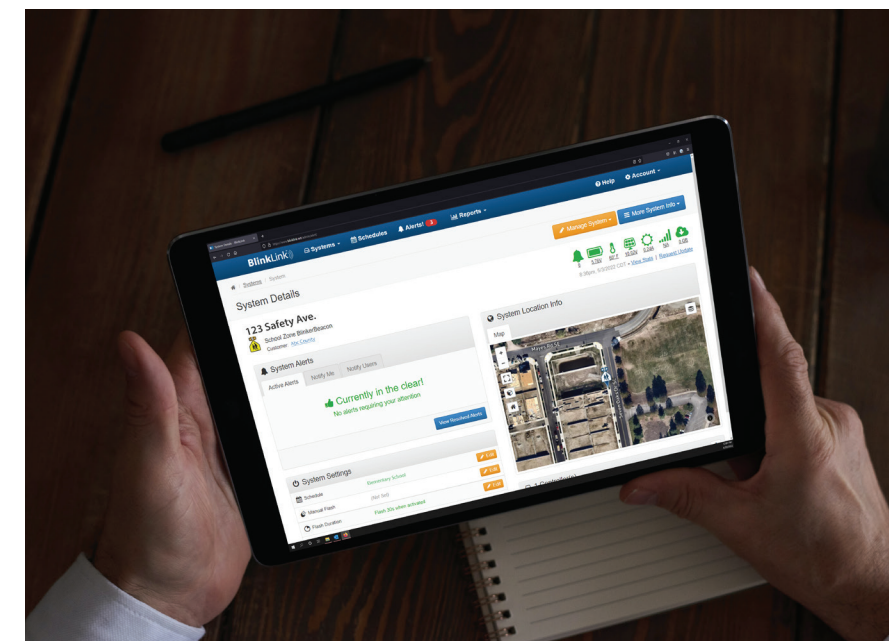 BlinkLink
Systems
Schedules
Alerts! 3
Reports
Help
Account
Systems / System
System Details
Manage System
More System Info
View Stats | Request Update
123 Safety Ave.
School Zone BlinkerBeacon
Customer:
System Alerts
Active Alerts
Notify Me
Notify Users
Currently in the clear!
No alerts requiring your attention
View Resolved Alerts
System Location Info
Map
System Settings
Schedule
Elementary School
Edit
Manual Flash
(Not Set)
Edit
Flash Duration
Flash 30s when activated
Edit